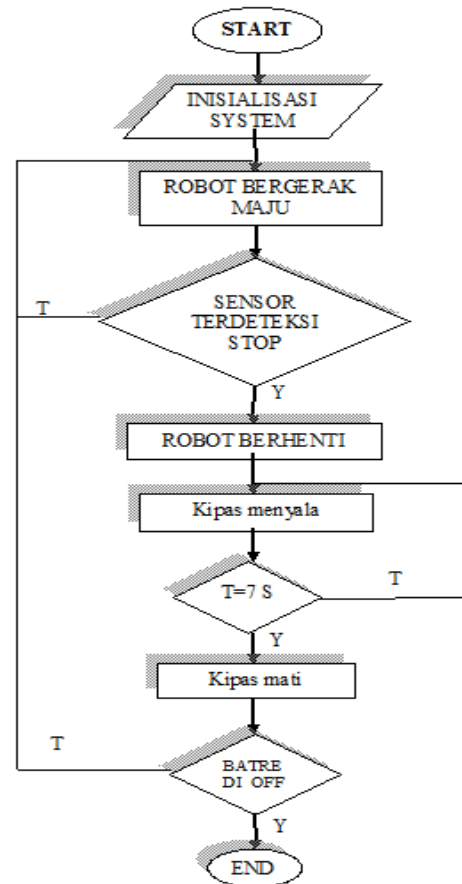 START
INISIALISASI
SYSTEM
ROBOT BERGERAK
MAJU
SENSOR
TERDETEKSI
STOP
T
Y
ROBOT BERHENTI
Kipas menyala
T=7 S
T
Y
Kipas mati
T
BATRE
DI OFF
Y
END